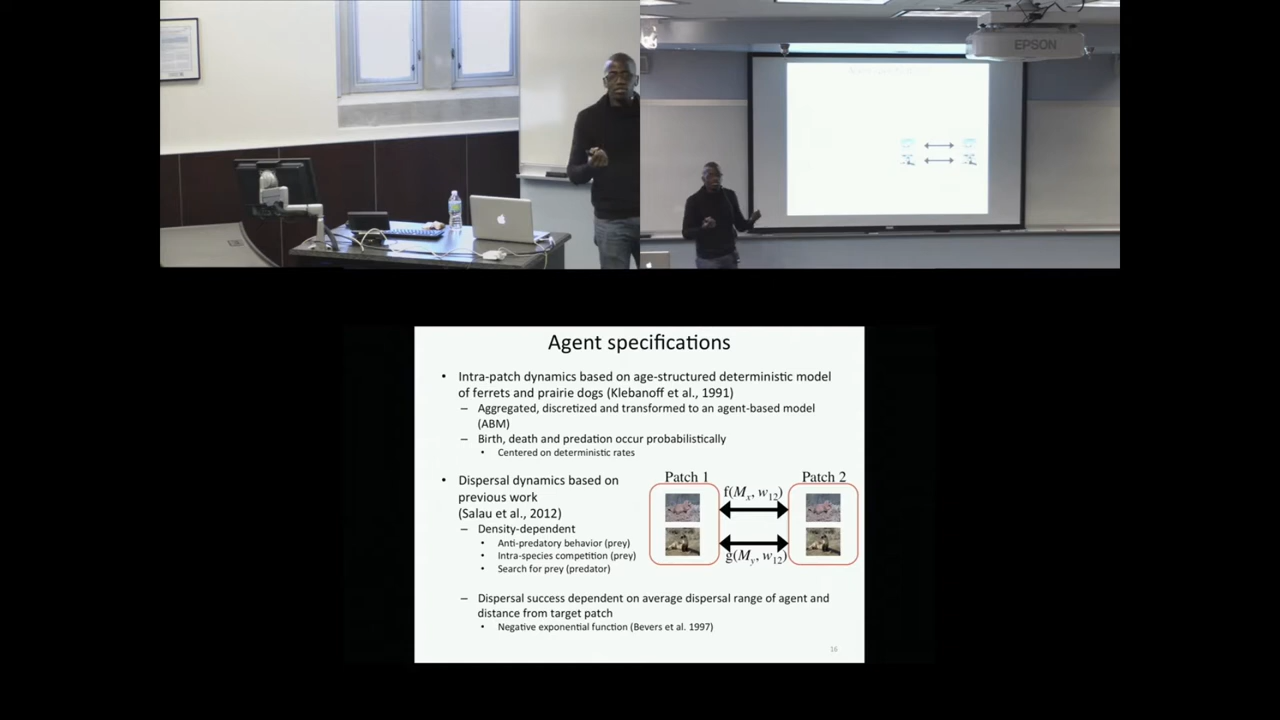 EPSON
Agent specifications
• Intra-patch dynamics based on age-structured deterministic model
of ferrets and prairie dogs (Klebanoff et al., 1991)
– Aggregated, discretized and transformed to an agent-based model
(ABM)
– Birth, death and predation occur probabilistically
• Centered on deterministic rates
• Dispersal dynamics based on
previous work
(Salau et al., 2012)
– Density-dependent
• Anti-predatory behavior (prey)
• Intra-species competition (prey)
• Search for prey (predator)
Patch 1
Patch 2
f(Mx, w12)
g(My, w12)
– Dispersal success dependent on average dispersal range of agent and
distance from target patch
• Negative exponential function (Bevers et al. 1997)
16